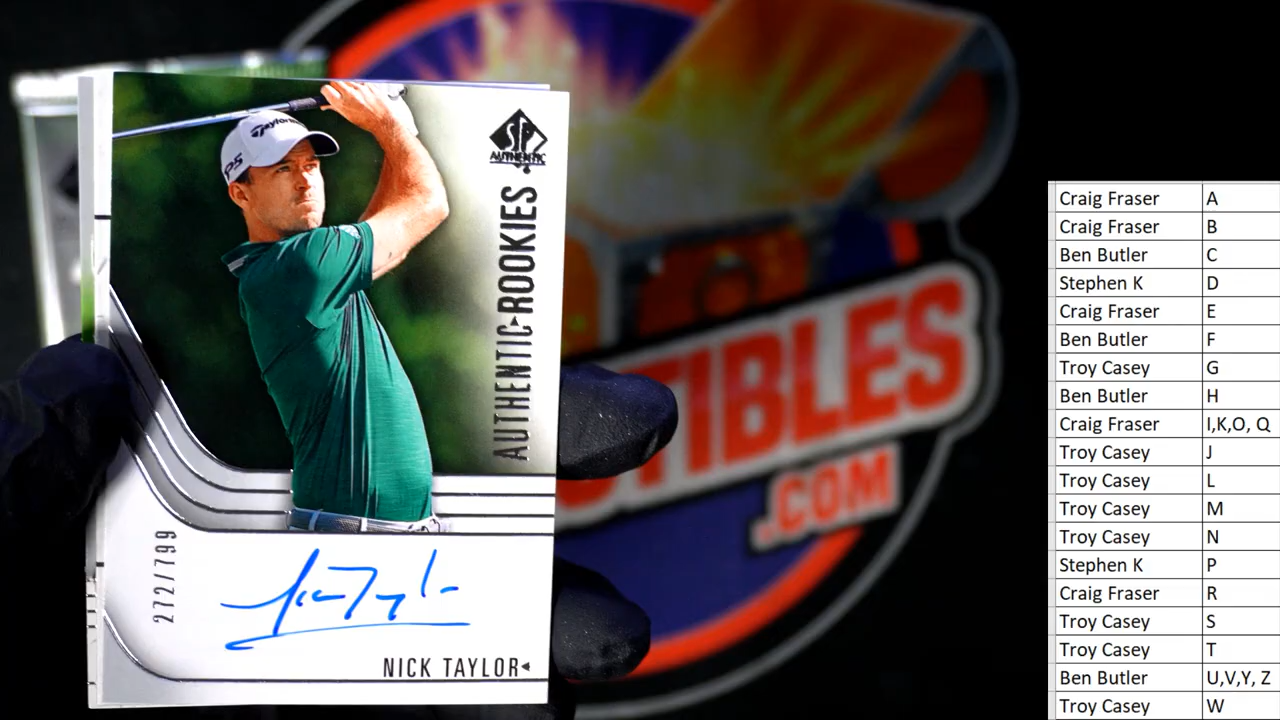 TaylorMade
P5
SP
AUTHENTIC
AUTHENTIC ROOKIES
272/799
NICK TAYLOR
TIBLES
.COM
Craig Fraser A
Craig Fraser B
Ben Butler C
Stephen K D
Craig Fraser E
Ben Butler F
Troy Casey G
Ben Butler H
Craig Fraser I,K,O, Q
Troy Casey J
Troy Casey L
Troy Casey M
Troy Casey N
Stephen K P
Craig Fraser R
Troy Casey S
Troy Casey T
Ben Butler U,V,Y, Z
Troy Casey W